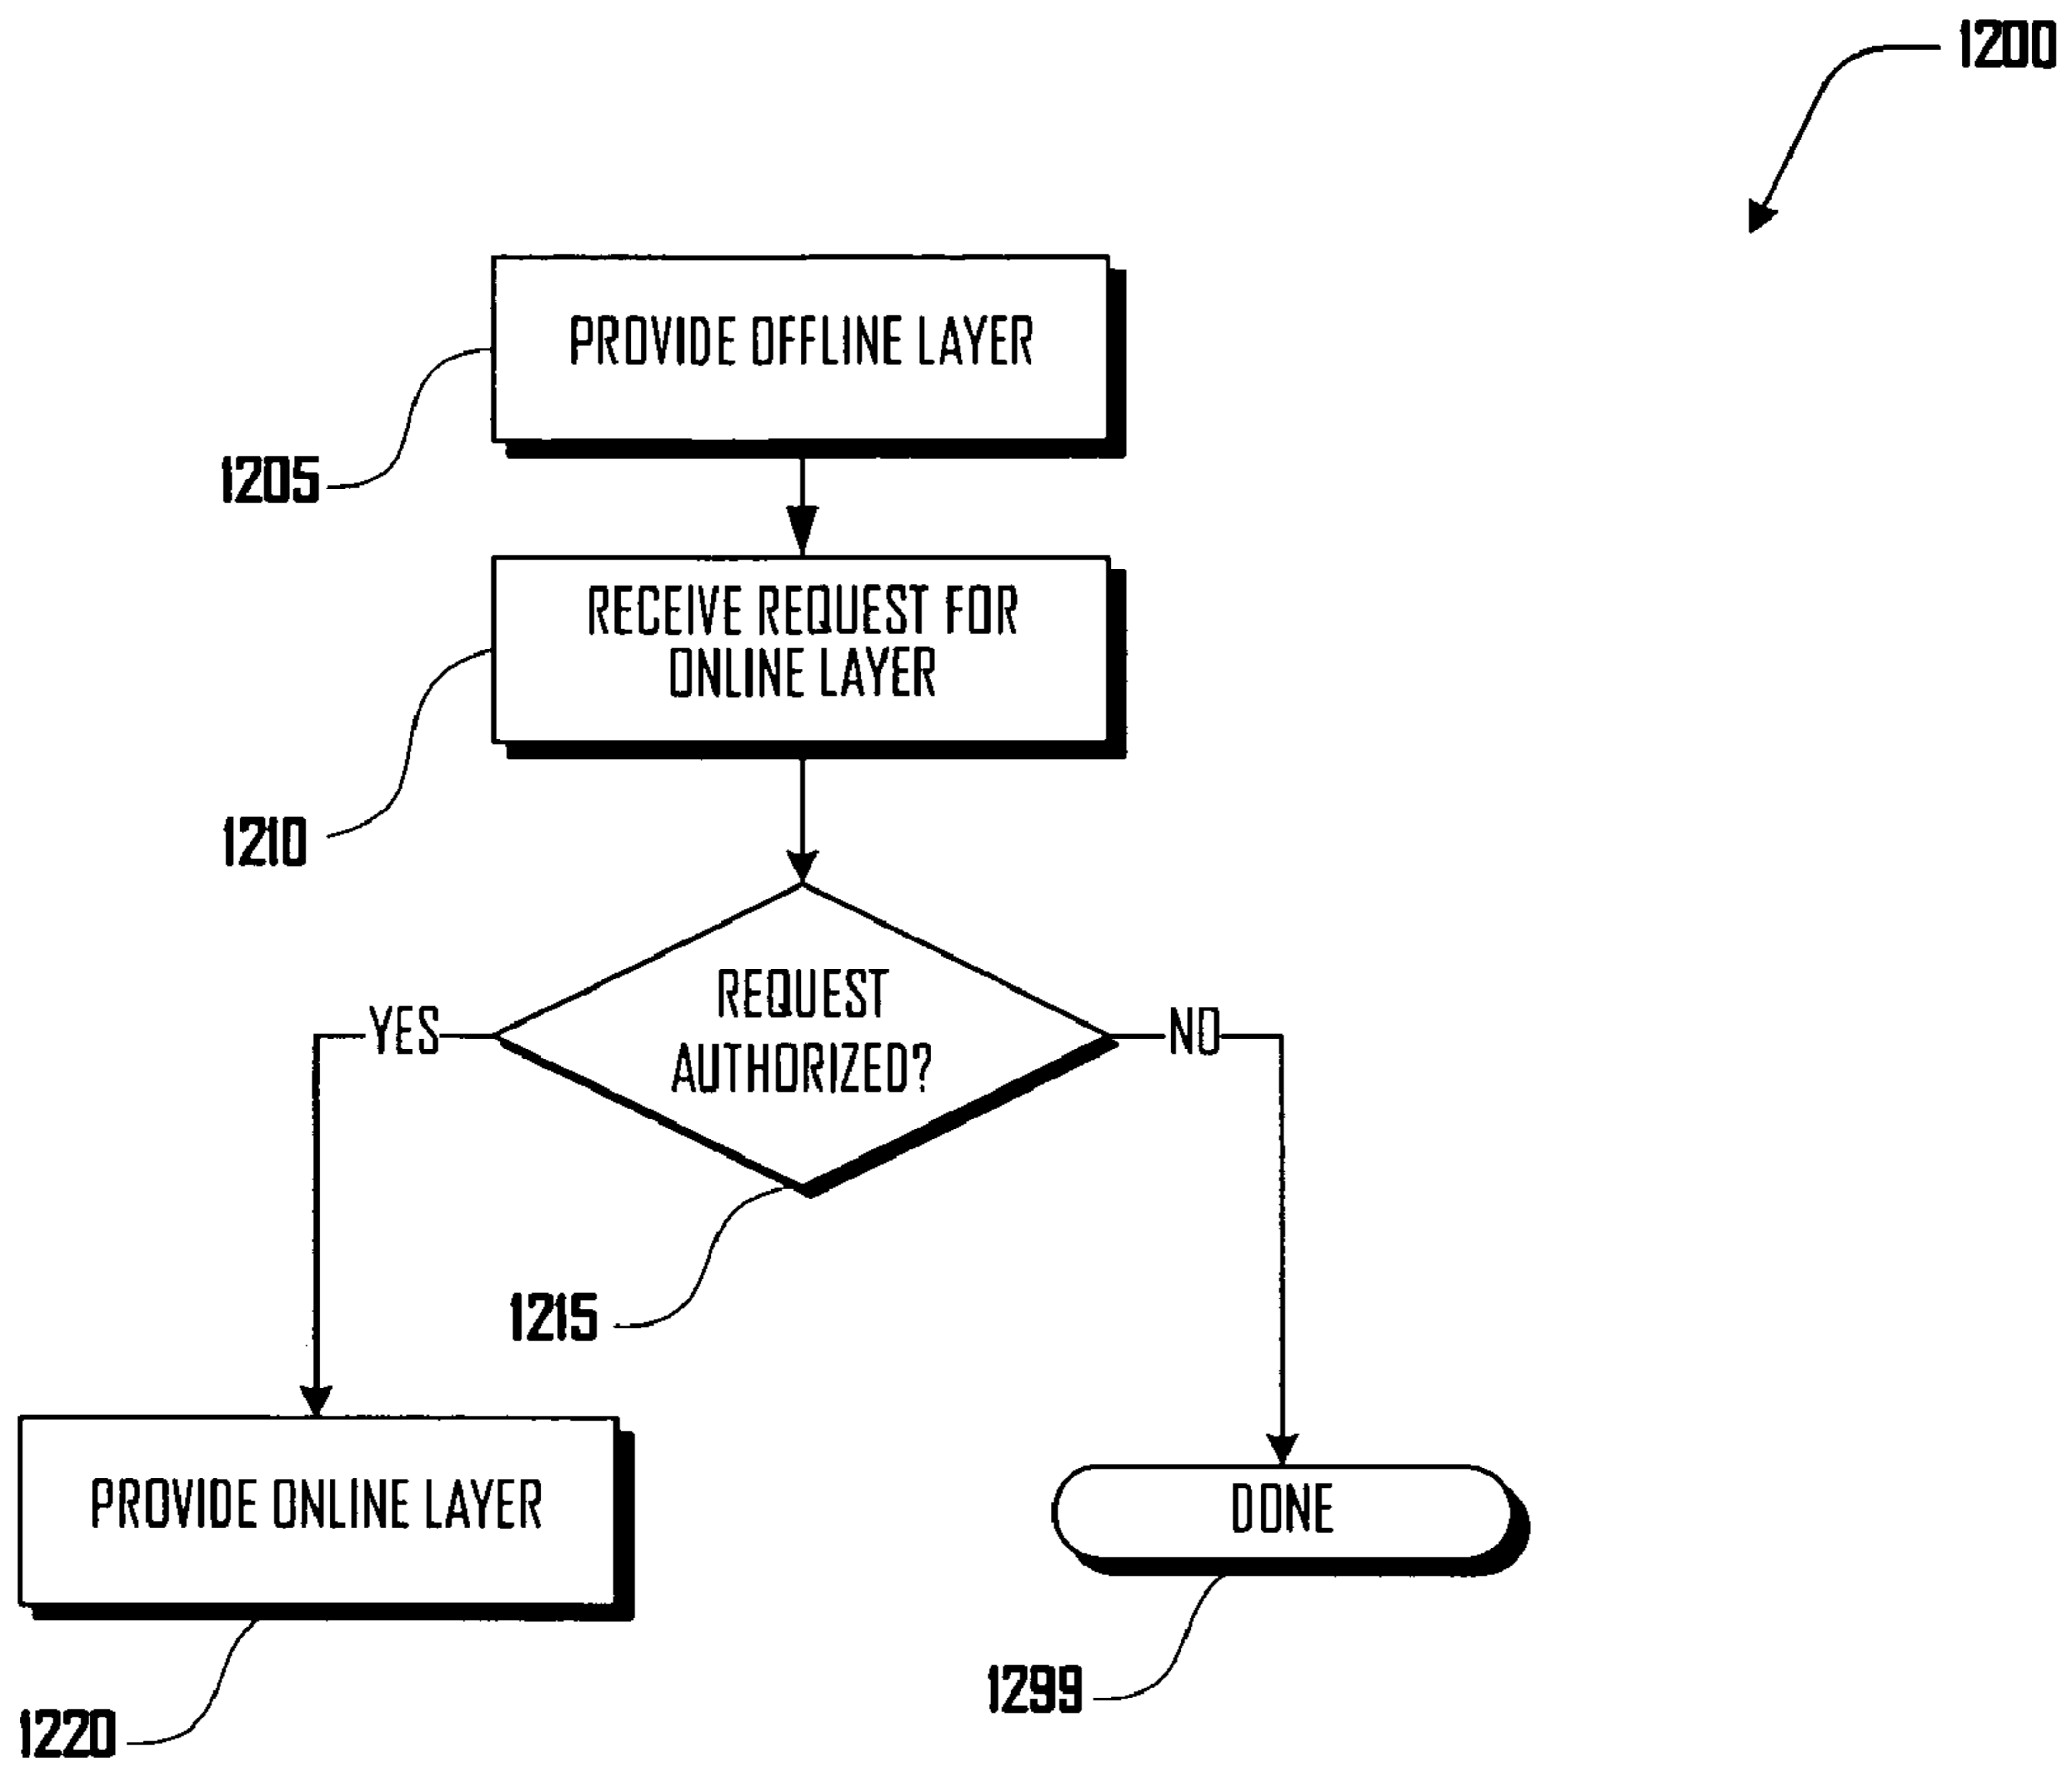 1200
PROVIDE OFFLINE LAYER
1205
RECEIVE REQUEST FOR
ONLINE LAYER
1210
REQUEST
AUTHORIZED?
YES
NO
1215
PROVIDE ONLINE LAYER
DONE
1299
1220